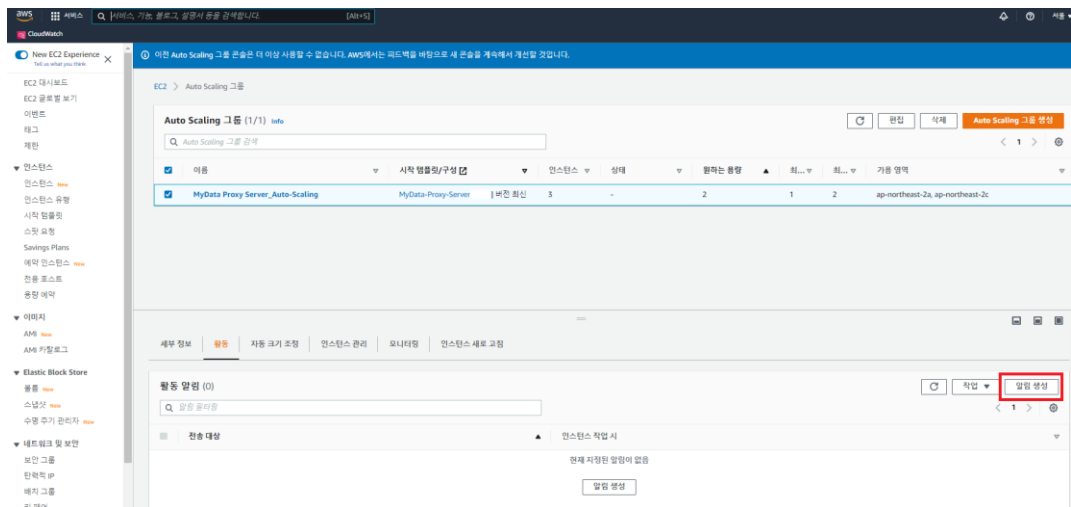 aws 서비스 서비스, 기능, 블로그, 설명서 등을 검색합니다. [Alt+S] 서울
CloudWatch
New EC2 Experience
Tell us what you think
이전 Auto Scaling 그룹 콘솔은 더 이상 사용할 수 없습니다. AWS에서는 피드백을 바탕으로 새 콘솔을 계속해서 개선할 것입니다.
EC2 대시보드
EC2 글로벌 보기
이벤트
태그
제한
인스턴스
인스턴스 New
인스턴스 유형
시작 템플릿
스팟 요청
Savings Plans
예약 인스턴스 New
전용 호스트
용량 예약
이미지
AMI New
AMI 카탈로그
Elastic Block Store
볼륨 New
스냅샷 New
수명 주기 관리자 New
네트워크 및 보안
보안 그룹
탄력적 IP
배치 그룹
키 페어
EC2 > Auto Scaling 그룹
Auto Scaling 그룹 (1/1) Info
편집 삭제 Auto Scaling 그룹 생성
Auto Scaling 그룹 검색
< 1 >
이름 시작 템플릿/구성 인스턴스 상태 원하는 용량 최... 최... 가용 영역
MyData Proxy Server_Auto-Scaling MyData-Proxy-Server | 버전 최신 3 - 2 1 2 ap-northeast-2a, ap-northeast-2c
세부 정보 활동 자동 크기 조정 인스턴스 관리 모니터링 인스턴스 새로 고침
활동 알림 (0)
작업 알림 생성
알림 필터링
< 1 >
전송 대상 인스턴스 작업 시
현재 지정된 알림이 없음
알림 생성